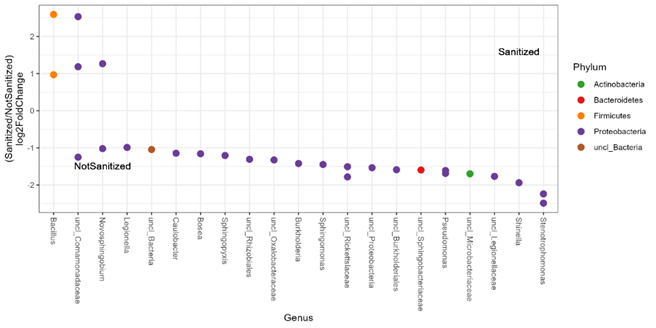 (Sanitized/NotSanitized)
log2FoldChange
2
1
0
-1
-2
Sanitized
NotSanitized
Phylum
Actinobacteria
Bacteroidetes
Firmicutes
Proteobacteria
uncl_Bacteria
Bacillus
uncl_Comamonadaceae
Novosphingobium
Legionella
uncl_Bacteria
Caulobacter
Bosea
Sphingopyxis
uncl_Rhizobiales
uncl_Oxalobacteraceae
Burkholderia
Sphingomonas
uncl_Rickettsiaceae
uncl_Proteobacteria
uncl_Burkholderiales
uncl_Sphingobacteriaceae
Pseudomonas
uncl_Microbacteriaceae
uncl_Legionellaceae
Shinella
Stenotrophomonas
Genus